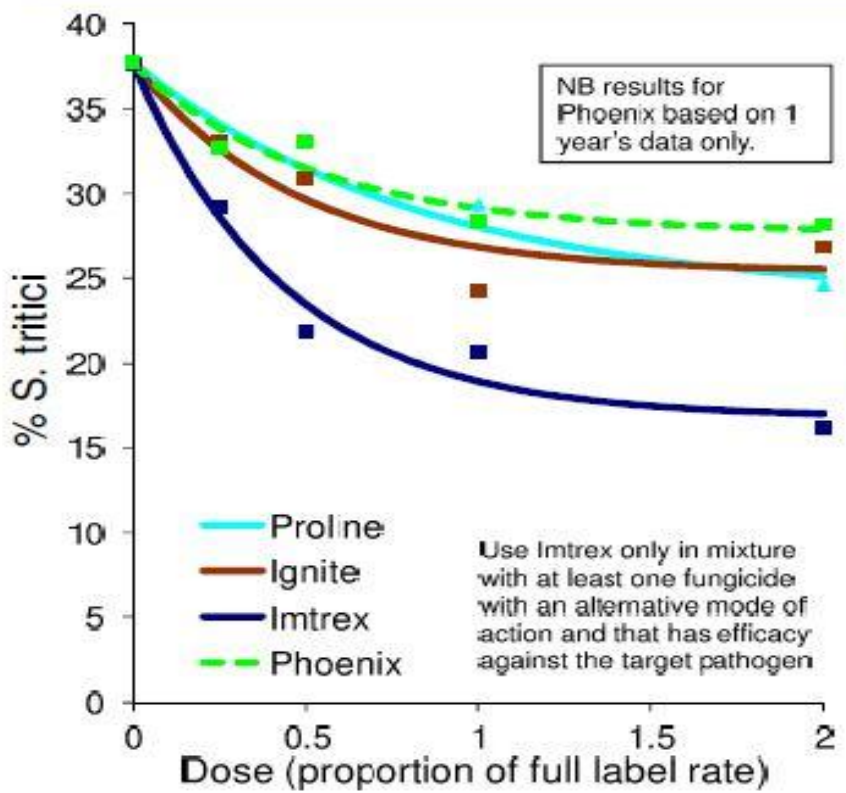 40
35
30
25
20
15
10
5
0
% S. tritici
NB results for
Phoenix based on 1
year's data only.
Proline
Ignite
Imtrex
Phoenix
Use Imtrex only in mixture
with at least one fungicide
with an alternative mode of
action and that has efficacy
against the target pathogen
0 0.5 1 1.5 2
Dose (proportion of full label rate)